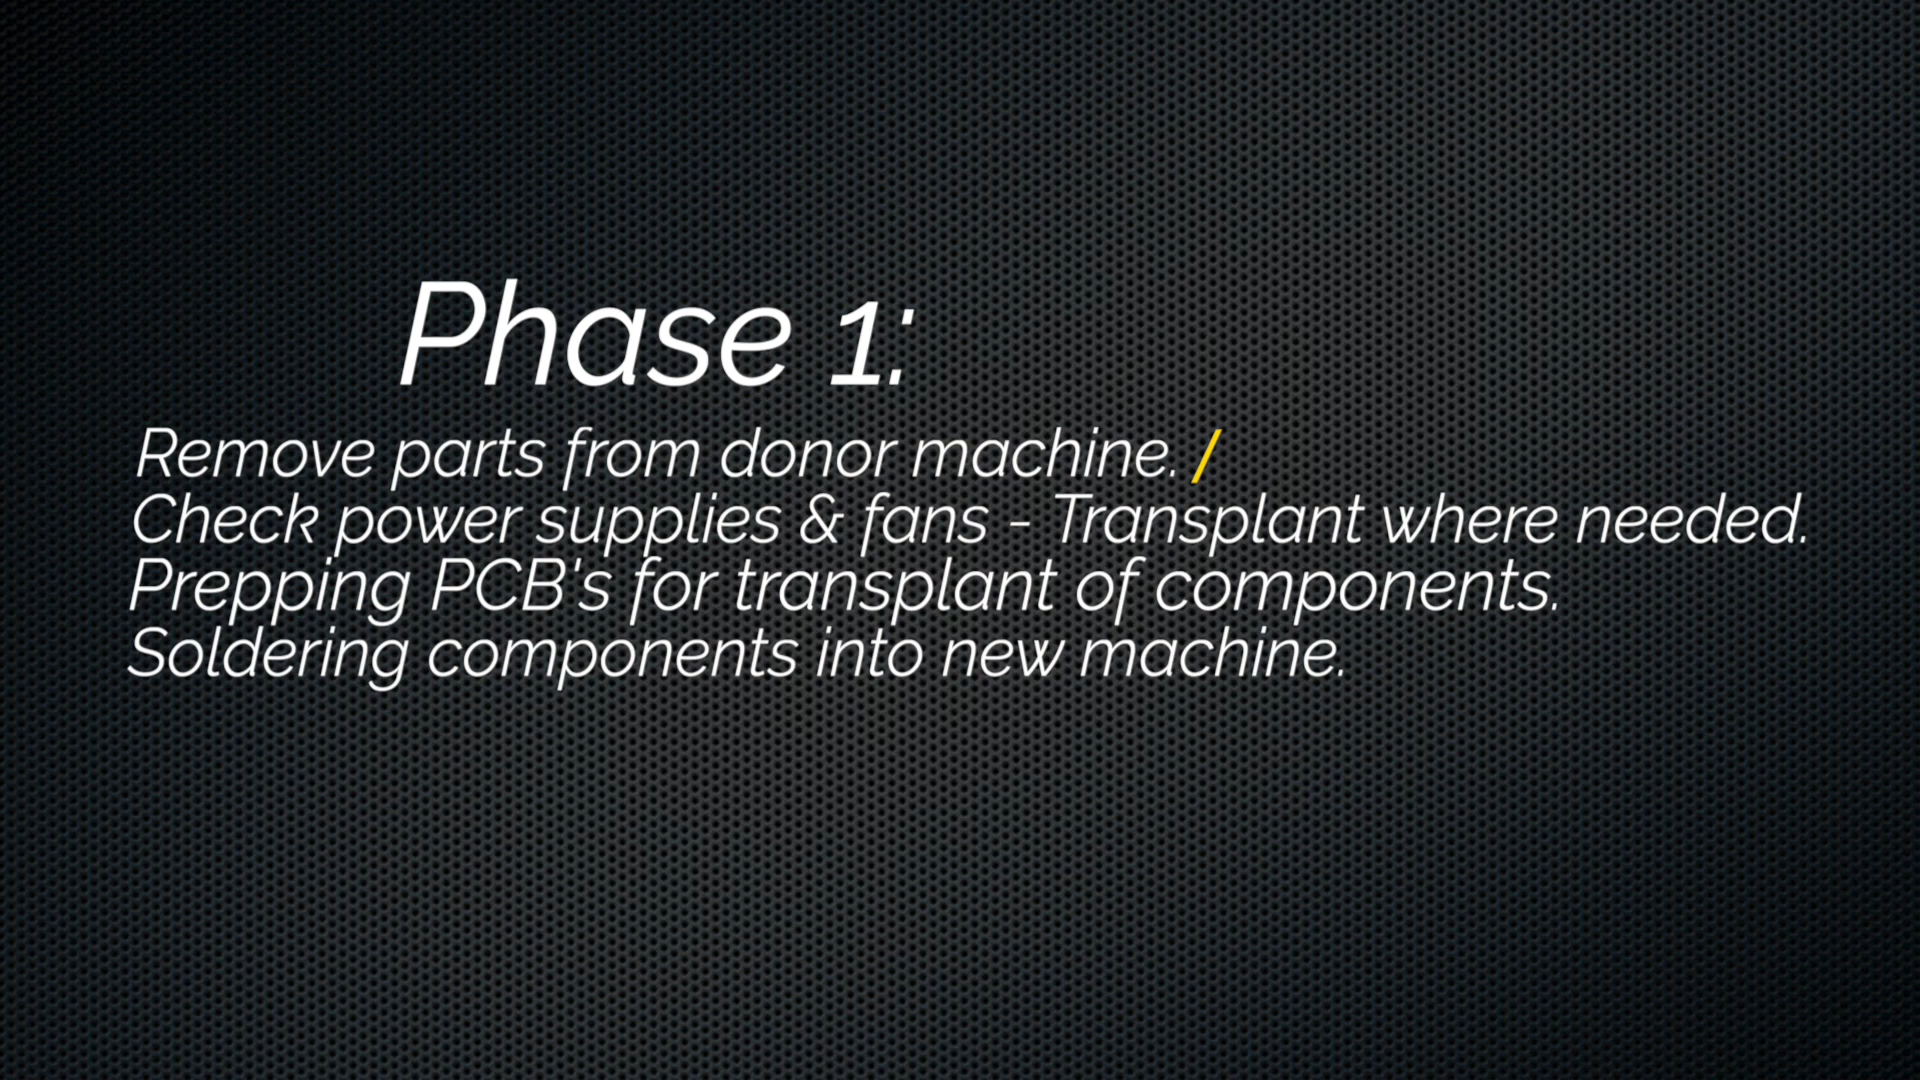 Phase 1:
Remove parts from donor machine. /
Check power supplies & fans - Transplant where needed.
Prepping PCB's for transplant of components.
Soldering components into new machine.